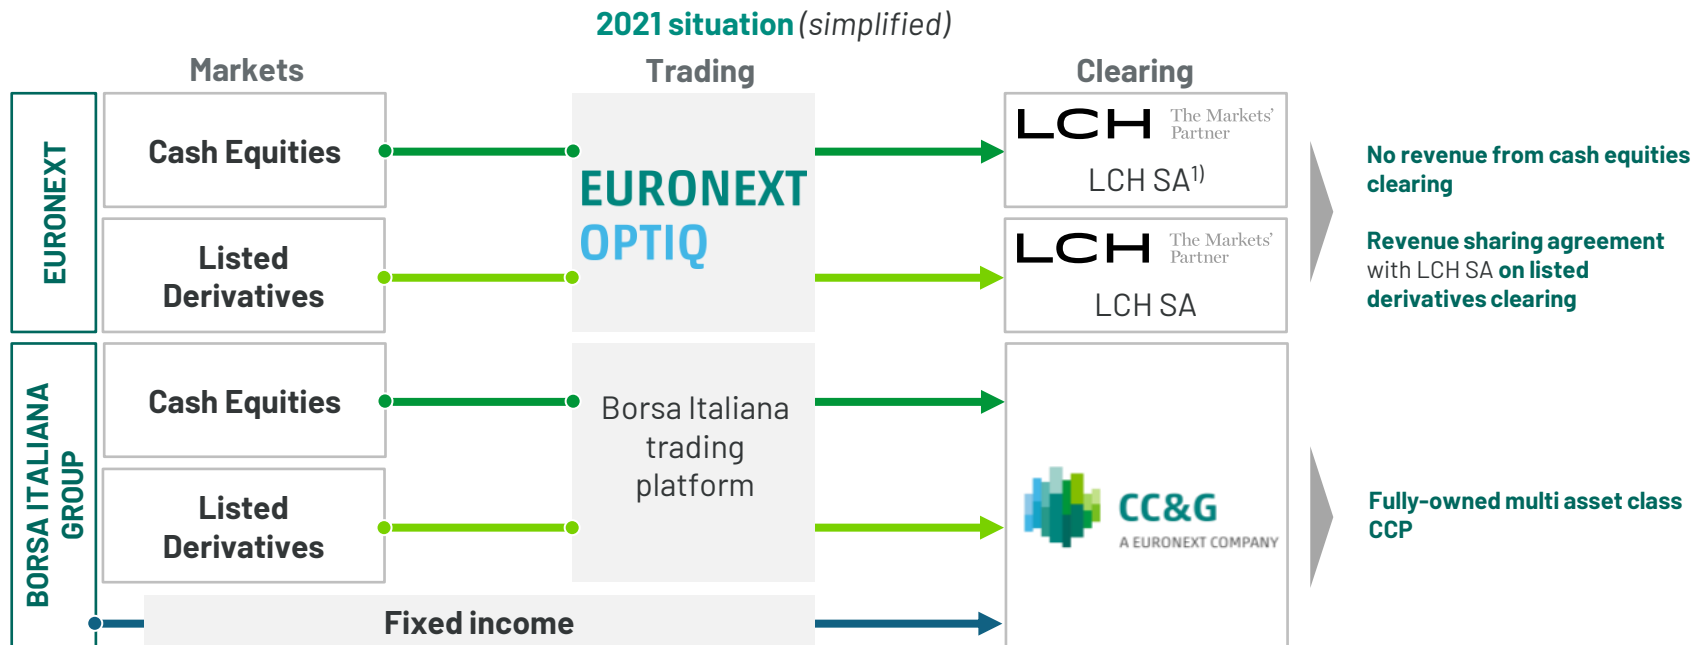 2021 situation (simplified)
Markets
Trading
Clearing
EURONEXT
Cash Equities
Listed
Derivatives
EURONEXT
OPTIQ
LCH The Markets'
Partner
LCH SA1)
LCH The Markets'
Partner
LCH SA
No revenue from cash equities
clearing
Revenue sharing agreement
with LCH SA on listed
derivatives clearing
BORSA ITALIANA
GROUP
Cash Equities
Listed
Derivatives
Fixed income
Borsa Italiana
trading
platform
CC&G
A EURONEXT COMPANY
Fully-owned multi asset class
CCP